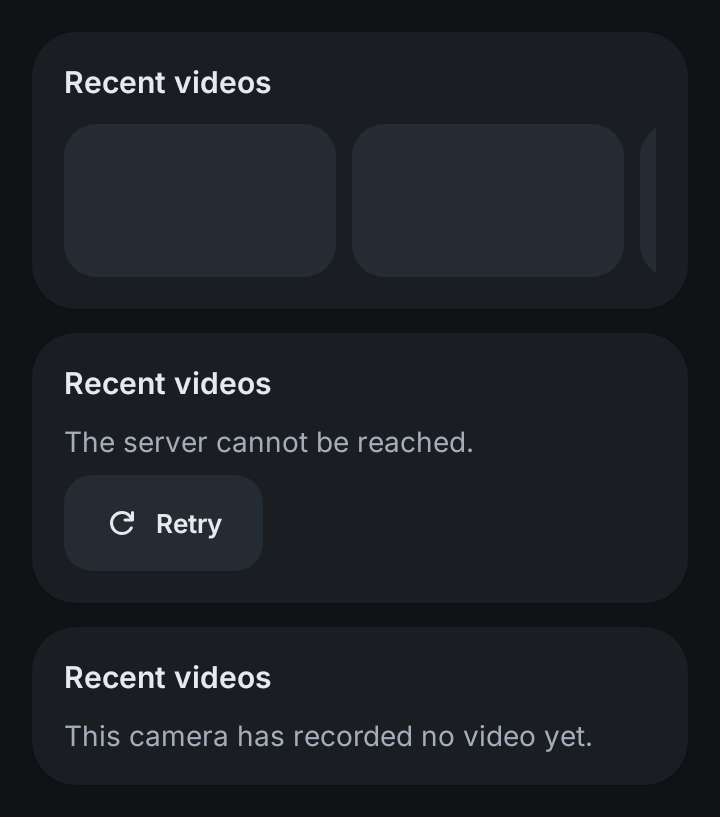 Recent videos
Recent videos
The server cannot be reached.
Retry
Recent videos
This camera has recorded no video yet.